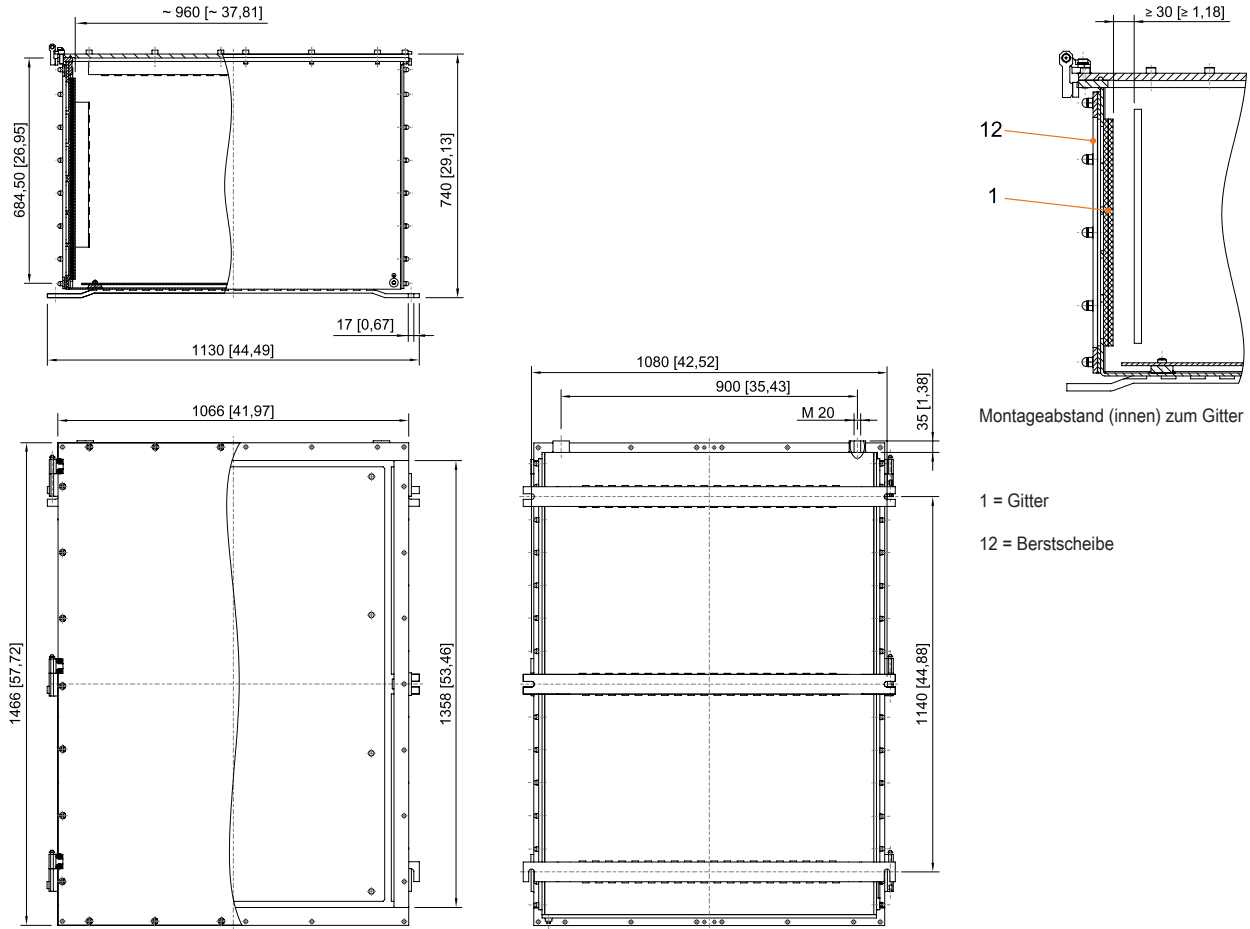 ~ 960 [~ 37,81]
684,50 [26,95]
740 [29,13]
17 [0,67]
1130 [44,49]
≥ 30 [≥ 1,18]
12
1
Montageabstand (innen) zum Gitter
1 = Gitter
12 = Berstscheibe
1066 [41,97]
1466 [57,72]
1358 [53,46]
1080 [42,52]
900 [35,43]
M 20
35 [1,38]
1140 [44,88]